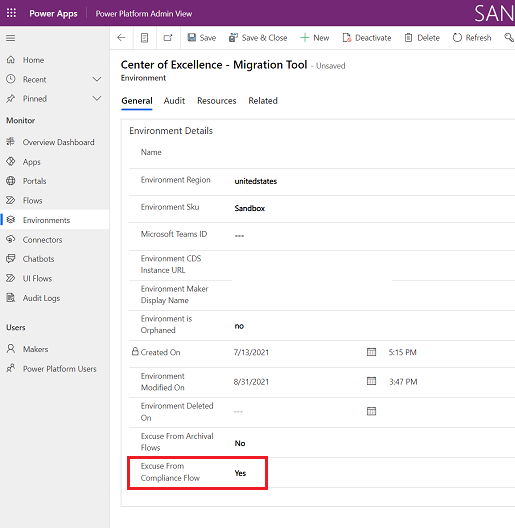 Power Apps | Power Platform Admin View SAN
Save Save & Close New Deactivate Delete Refresh
Home
Recent
Pinned
Monitor
Overview Dashboard
Apps
Portals
Flows
Environments
Connectors
Chatbots
UI Flows
Audit Logs
Users
Makers
Power Platform Users
Center of Excellence - Migration Tool - Unsaved
Environment
General Audit Resources Related
Environment Details
Name
Environment Region unitedstates
Environment Sku Sandbox
Microsoft Teams ID ---
Environment CDS
Instance URL
Environment Maker
Display Name
Environment is
Orphaned no
Created On 7/13/2021 5:15 PM
Environment
Modified On 8/31/2021 3:47 PM
Environment Deleted
On ---
Excuse From Archival
Flows No
Excuse From
Compliance Flow Yes